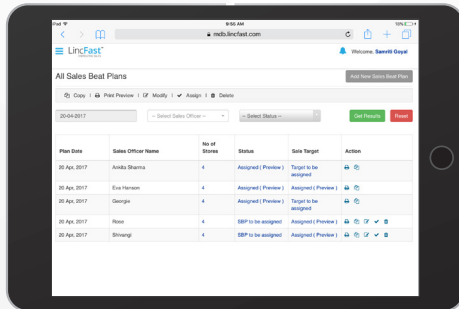 iPad
9:55 AM
10%
mdb.lincfast.com
LincFast
Welcome, Samriti Goyal
All Sales Beat Plans
Add New Sales Beat Plan
Copy | Print Preview | Modify | Assign | Delete
20-04-2017
-- Select Sales Officer --
-- Select Status --
Get Results
Reset
Plan Date Sales Officer Name No of Stores Status Sale Target Action
20 Apr, 2017 Ankita Sharma 4 Assigned ( Preview ) Target to be assigned
20 Apr, 2017 Eva Hanson 4 Assigned ( Preview ) Assigned ( Preview )
20 Apr, 2017 Georgia 4 Assigned ( Preview ) Target to be assigned
20 Apr, 2017 Ross 4 SBP to be assigned Assigned ( Preview )
20 Apr, 2017 Shivangi 4 SBP to be assigned Assigned ( Preview )